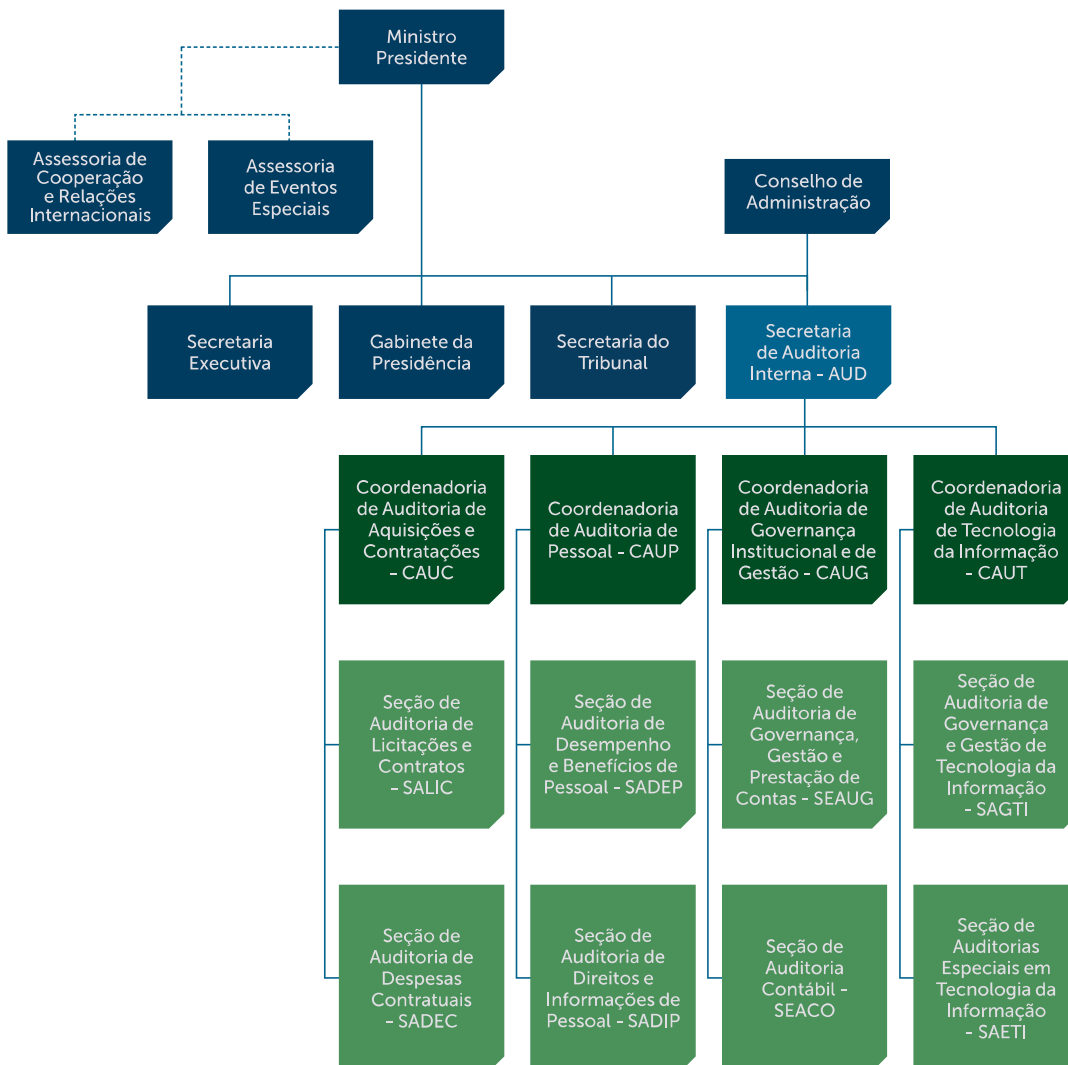 Ministro
Presidente
Assessoria de
Cooperação
e Relações
Internacionais
Assessoria
de Eventos
Especiais
Conselho de
Administração
Secretaria
Executiva
Gabinete da
Presidência
Secretaria do
Tribunal
Secretaria
de Auditoria
Interna - AUD
Coordenadoria
de Auditoria de
Aquisições e
Contratações
- CAUC
Coordenadoria
de Auditoria de
Pessoal - CAUP
Coordenadoria
de Auditoria de
Governança
Institucional e de
Gestão - CAUG
Coordenadoria
de Auditoria
de Tecnologia
da Informação
- CAUT
Seção de
Auditoria de
Licitações e
Contratos
- SALIC
Seção de
Auditoria de
Desempenho
e Benefícios de
Pessoal - SADEP
Seção de
Auditoria de
Governança,
Gestão e
Prestação de
Contas - SEAUG
Seção de
Auditoria de
Governança
e Gestão de
Tecnologia da
Informação
- SAGTI
Seção de
Auditoria de
Despesas
Contratuais
- SADEC
Seção de
Auditoria de
Direitos e
Informações de
Pessoal - SADIP
Seção de
Auditoria
Contábil -
SEACO
Seção de
Auditorias
Especiais em
Tecnologia da
Informação
- SAETI